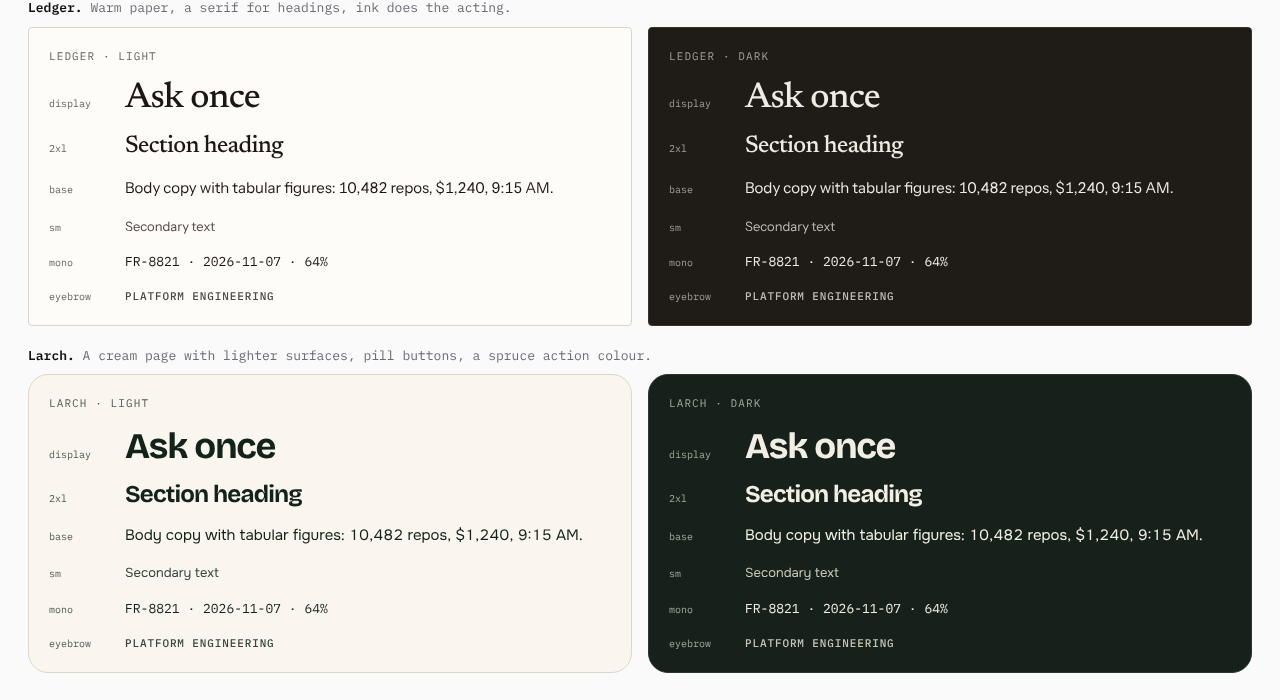 Ledger. Warm paper, a serif for headings, ink does the acting.
LEDGER · LIGHT
display Ask once
2xl Section heading
base Body copy with tabular figures: 10,482 repos, $1,240, 9:15 AM.
sm Secondary text
mono FR-8821 · 2026-11-07 · 64%
eyebrow PLATFORM ENGINEERING
LEDGER · DARK
display Ask once
2xl Section heading
base Body copy with tabular figures: 10,482 repos, $1,240, 9:15 AM.
sm Secondary text
mono FR-8821 · 2026-11-07 · 64%
eyebrow PLATFORM ENGINEERING
Larch. A cream page with lighter surfaces, pill buttons, a spruce action colour.
LARCH · LIGHT
display Ask once
2xl Section heading
base Body copy with tabular figures: 10,482 repos, $1,240, 9:15 AM.
sm Secondary text
mono FR-8821 · 2026-11-07 · 64%
eyebrow PLATFORM ENGINEERING
LARCH · DARK
display Ask once
2xl Section heading
base Body copy with tabular figures: 10,482 repos, $1,240, 9:15 AM.
sm Secondary text
mono FR-8821 · 2026-11-07 · 64%
eyebrow PLATFORM ENGINEERING